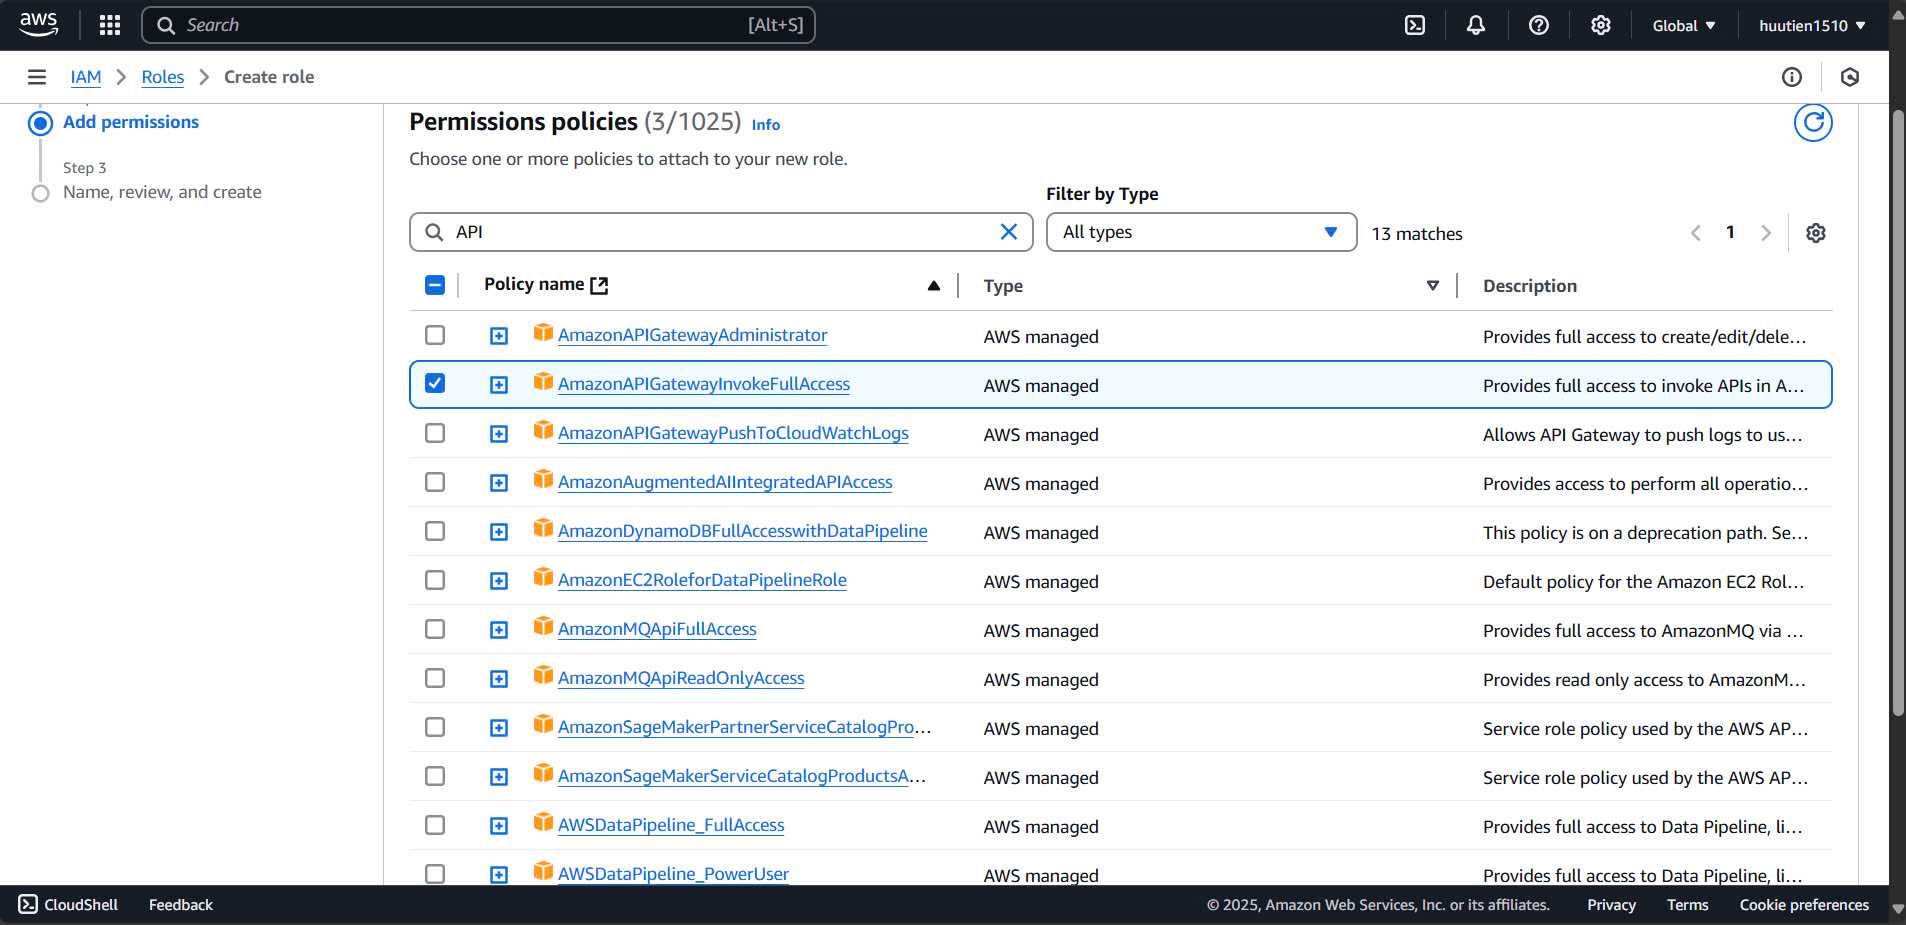 aws
Search [Alt+S] Global huutien1510
IAM Roles Create role
Add permissions
Step 3
Name, review, and create
Permissions policies (3/1025) Info
Choose one or more policies to attach to your new role.
Filter by Type
API All types 13 matches 1
Policy name Type Description
AmazonAPIGatewayAdministrator AWS managed Provides full access to create/edit/dele...
AmazonAPIGatewayInvokeFullAccess AWS managed Provides full access to invoke APIs in A...
AmazonAPIGatewayPushToCloudWatchLogs AWS managed Allows API Gateway to push logs to us...
AmazonAugmentedAIIntegratedAPIAccess AWS managed Provides access to perform all operatio...
AmazonDynamoDBFullAccesswithDataPipeline AWS managed This policy is on a deprecation path. Se...
AmazonEC2RoleforDataPipelineRole AWS managed Default policy for the Amazon EC2 Rol...
AmazonMQApiFullAccess AWS managed Provides full access to AmazonMQ via ...
AmazonMQApiReadOnlyAccess AWS managed Provides read only access to AmazonM...
AmazonSageMakerPartnerServiceCatalogPro... AWS managed Service role policy used by the AWS AP...
AmazonSageMakerServiceCatalogProductsA... AWS managed Service role policy used by the AWS AP...
AWSDataPipeline_FullAccess AWS managed Provides full access to Data Pipeline, li...
AWSDataPipeline_PowerUser AWS managed Provides full access to Data Pipeline, li...
CloudShell Feedback © 2025, Amazon Web Services, Inc. or its affiliates. Privacy Terms Cookie preferences